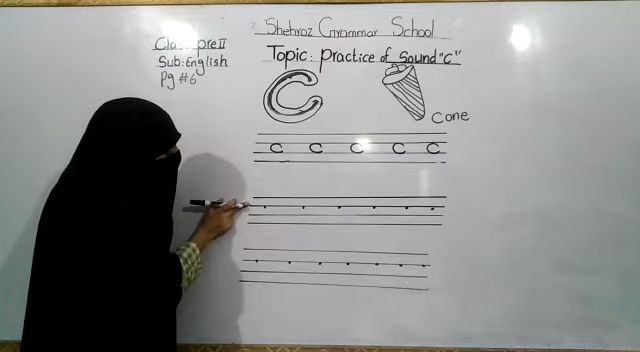 Shehroz Grammar School
Class: pre II
Sub: English
Pg #6
Topic: practice of Sound "C"
C
Cone
c c c c c